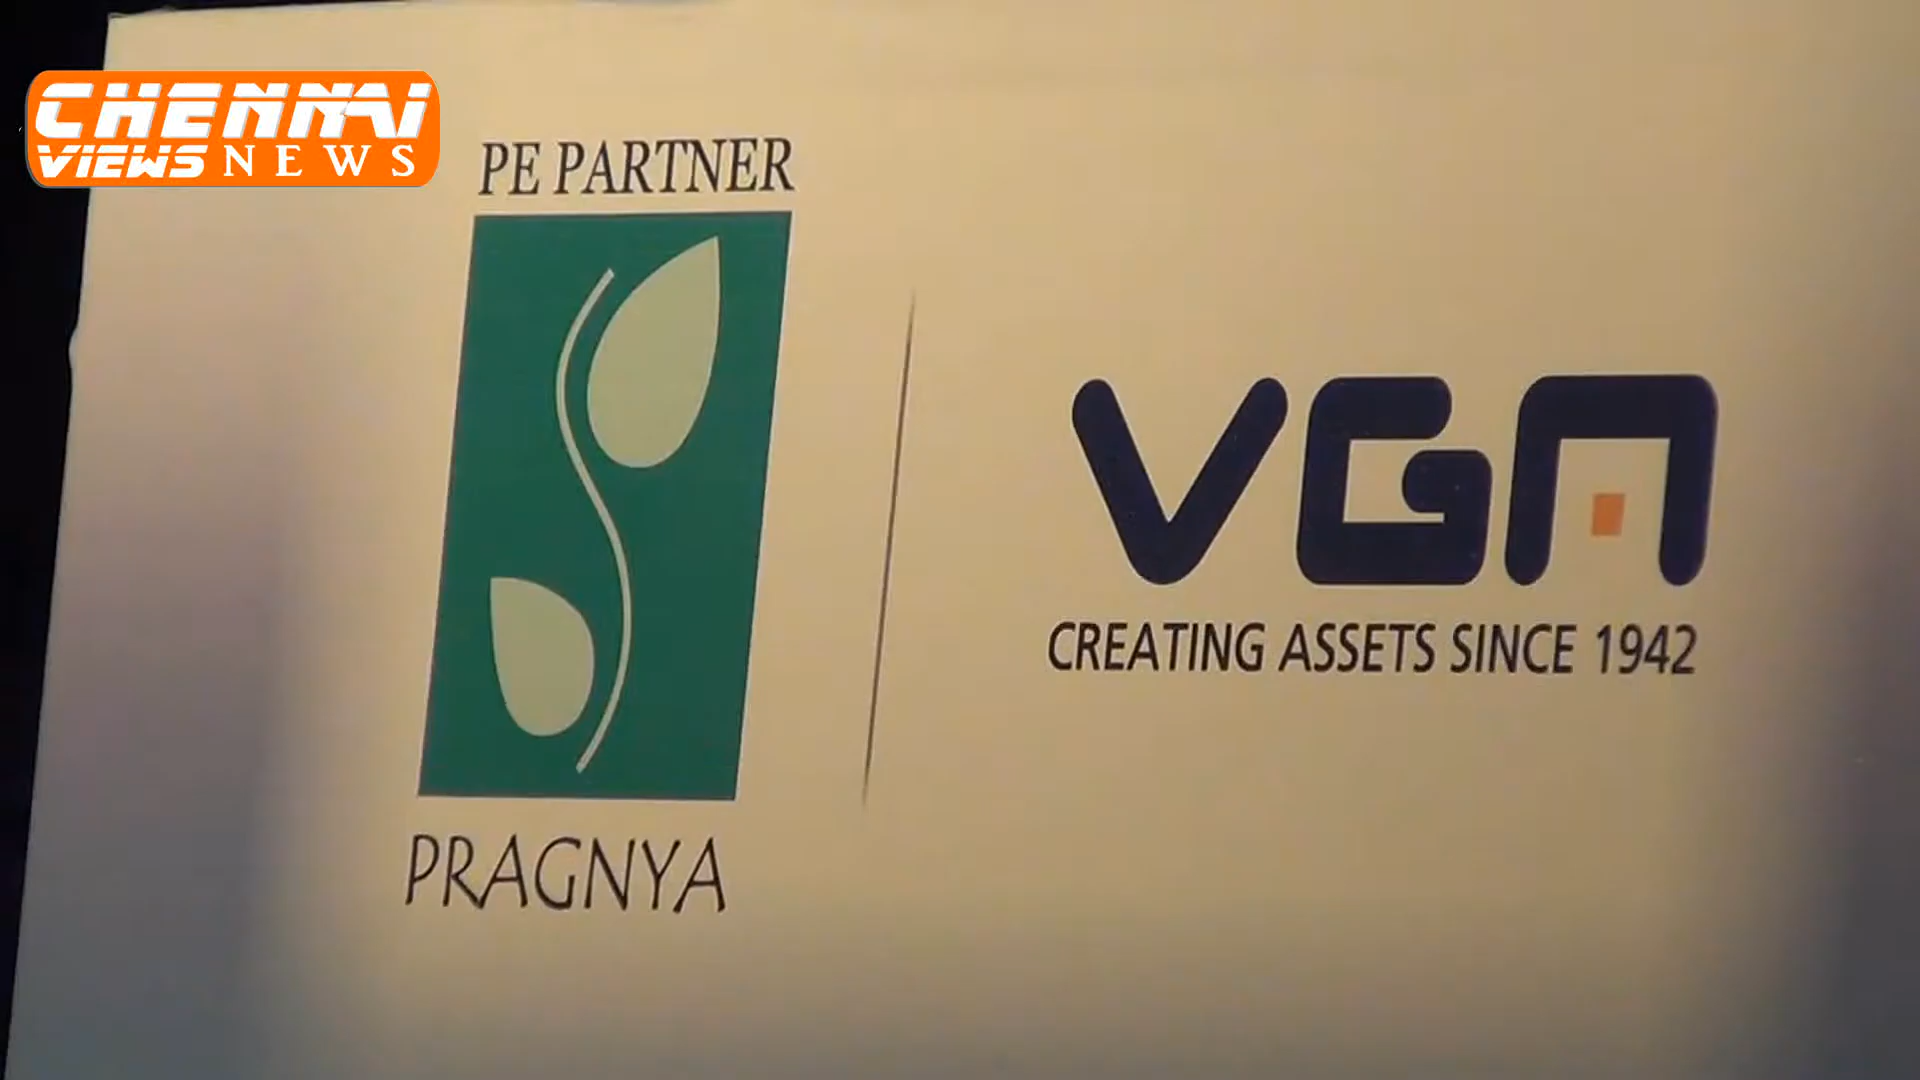 CHENNAI
VIEWS NEWS
PE PARTNER
PRAGNYA
VGN
CREATING ASSETS SINCE 1942